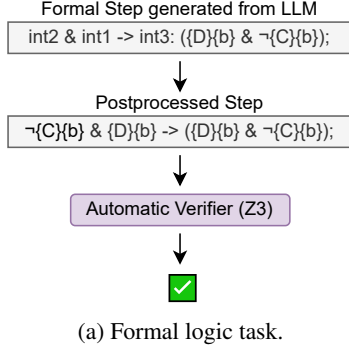 Formal Step generated from LLM
int2 & int1 -> int3: ({D}{b} & ¬{C}{b});
Postprocessed Step
¬{C}{b} & {D}{b} -> ({D}{b} & ¬{C}{b});
Automatic Verifier (Z3)
(a) Formal logic task.